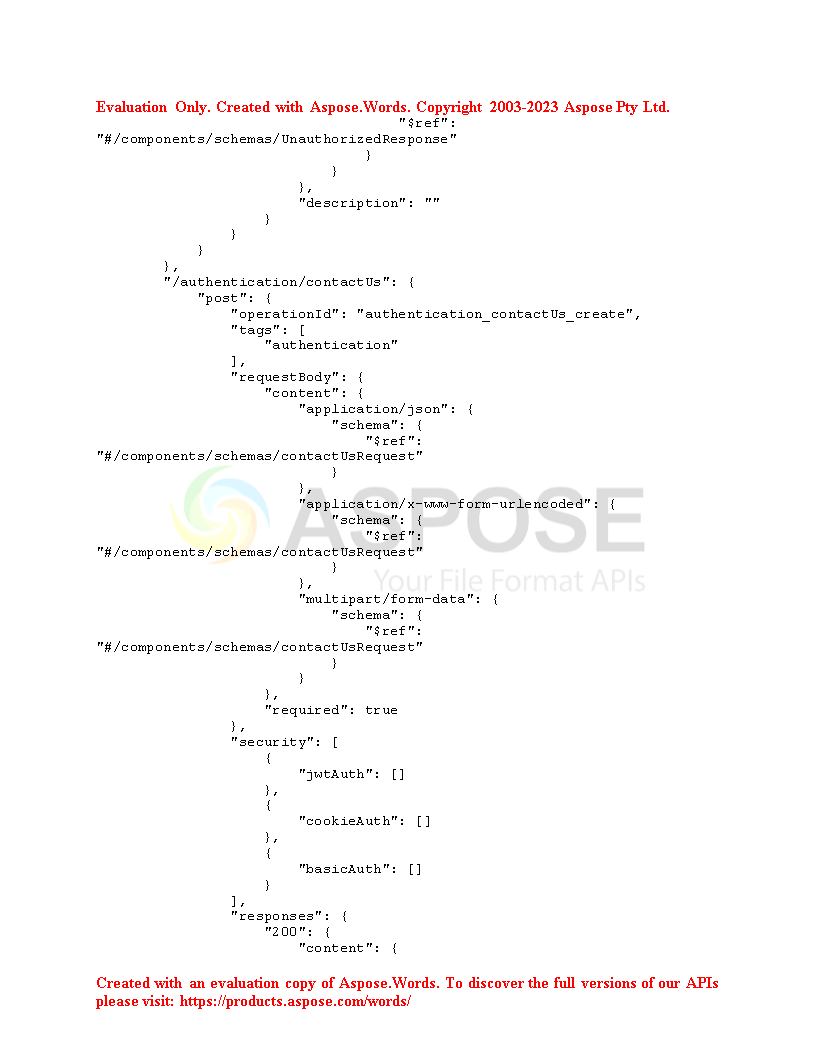 Evaluation Only. Created with Aspose.Words. Copyright 2003-2023 Aspose Pty Ltd.
"$ref":
"#/components/schemas/UnauthorizedResponse"
}
}
},
"description": ""
}
}
}
},
"/authentication/contactUs": {
"post": {
"operationId": "authentication_contactUs_create",
"tags": [
"authentication"
],
"requestBody": {
"content": {
"application/json": {
"schema": {
"$ref":
"#/components/schemas/contactUsRequest"
}
},
"application/x-www-form-urlencoded": {
"schema": {
"$ref":
"#/components/schemas/contactUsRequest"
}
},
"multipart/form-data": {
"schema": {
"$ref":
"#/components/schemas/contactUsRequest"
}
}
},
"required": true
},
"security": [
{
"jwtAuth": []
},
{
"cookieAuth": []
},
{
"basicAuth": []
}
],
"responses": {
"200": {
"content": {
ASPOSE
Your File Format APIs
Created with an evaluation copy of Aspose.Words. To discover the full versions of our APIs
please visit: https://products.aspose.com/words/